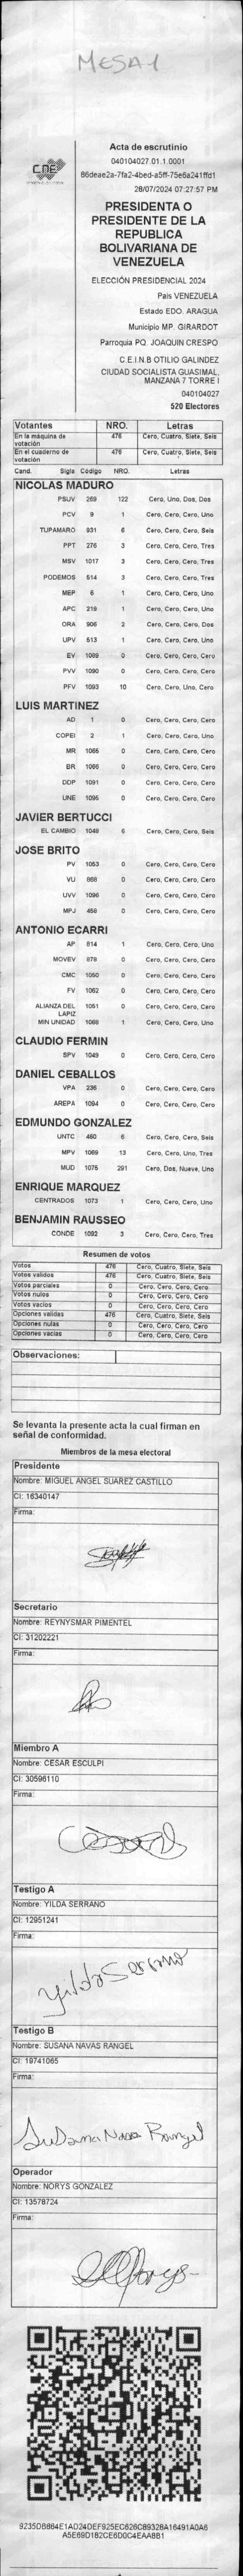 MESA 1
CNE
Acta de escrutinio
040104027.01.1.0001
86deae2a-7fa2-4bed-a5ff-75e6a241ffd1
28/07/2024 07:27:57 PM
PRESIDENTA O
PRESIDENTE DE LA
REPUBLICA
BOLIVARIANA DE
VENEZUELA
ELECCIÓN PRESIDENCIAL 2024
Pais VENEZUELA
Estado EDO. ARAGUA
Municipio MP. GIRARDOT
Parroquia PQ. JOAQUIN CRESPO
C.E.I.N.B OTILIO GALINDEZ
CIUDAD SOCIALISTA GUASIMAL,
MANZANA 7 TORRE I
040104027
520 Electores
Votantes NRO. Letras
En la máquina de votación 476 Cero, Cuatro, Siete, Seis
En el cuaderno de votación 476 Cero, Cuatro, Siete, Seis
Cand. Sigla Código NRO. Letras
NICOLAS MADURO
PSUV 269 122 Cero, Uno, Dos, Dos
PCV 9 1 Cero, Cero, Cero, Uno
TUPAMARO 931 6 Cero, Cero, Cero, Seis
PPT 276 3 Cero, Cero, Cero, Tres
MSV 1017 3 Cero, Cero, Cero, Tres
PODEMOS 514 3 Cero, Cero, Cero, Tres
MEP 6 1 Cero, Cero, Cero, Uno
APC 219 1 Cero, Cero, Cero, Uno
ORA 906 2 Cero, Cero, Cero, Dos
UPV 513 1 Cero, Cero, Cero, Uno
EV 1089 0 Cero, Cero, Cero, Cero
PVV 1090 0 Cero, Cero, Cero, Cero
PFV 1093 10 Cero, Cero, Uno, Cero
LUIS MARTINEZ
AD 1 0 Cero, Cero, Cero, Cero
COPEI 2 1 Cero, Cero, Cero, Uno
MR 1065 0 Cero, Cero, Cero, Cero
BR 1066 0 Cero, Cero, Cero, Cero
DDP 1091 0 Cero, Cero, Cero, Cero
UNE 1095 0 Cero, Cero, Cero, Cero
JAVIER BERTUCCI
EL CAMBIO 1048 6 Cero, Cero, Cero, Seis
JOSE BRITO
PV 1053 0 Cero, Cero, Cero, Cero
VU 868 0 Cero, Cero, Cero, Cero
UVV 1096 0 Cero, Cero, Cero, Cero
MPJ 456 0 Cero, Cero, Cero, Cero
ANTONIO ECARRI
AP 814 1 Cero, Cero, Cero, Uno
MOVEV 878 0 Cero, Cero, Cero, Cero
CMC 1050 0 Cero, Cero, Cero, Cero
FV 1062 0 Cero, Cero, Cero, Cero
ALIANZA DEL LAPIZ 1051 0 Cero, Cero, Cero, Cero
MIN UNIDAD 1068 1 Cero, Cero, Cero, Uno
CLAUDIO FERMIN
SPV 1049 0 Cero, Cero, Cero, Cero
DANIEL CEBALLOS
VPA 236 0 Cero, Cero, Cero, Cero
AREPA 1094 0 Cero, Cero, Cero, Cero
EDMUNDO GONZALEZ
UNTC 460 6 Cero, Cero, Cero, Seis
MPV 1069 13 Cero, Cero, Uno, Tres
MUD 1075 291 Cero, Dos, Nueve, Uno
ENRIQUE MARQUEZ
CENTRADOS 1073 1 Cero, Cero, Cero, Uno
BENJAMIN RAUSSEO
CONDE 1092 3 Cero, Cero, Cero, Tres
Resumen de votos
Votos 476 Cero, Cuatro, Siete, Seis
Votos validos 476 Cero, Cuatro, Siete, Seis
Votos parciales 0 Cero, Cero, Cero, Cero
Votos nulos 0 Cero, Cero, Cero, Cero
Votos vacios 0 Cero, Cero, Cero, Cero
Opciones validas 476 Cero, Cuatro, Siete, Seis
Opciones nulas 0 Cero, Cero, Cero, Cero
Opciones vacias 0 Cero, Cero, Cero, Cero
Observaciones:
Se levanta la presente acta la cual firman en
señal de conformidad.
Miembros de la mesa electoral
Presidente
Nombre: MIGUEL ANGEL SUAREZ CASTILLO
CI: 16340147
Firma:
Secretario
Nombre: REYNYSMAR PIMENTEL
CI: 31202221
Firma:
Miembro A
Nombre: CESAR ESCULPI
CI: 30596110
Firma:
Testigo A
Nombre: YILDA SERRANO
CI: 12951241
Firma:
Yilda Serrano
Testigo B
Nombre: SUSANA NAVAS RANGEL
CI: 19741065
Firma:
Susana Navas Rangel
Operador
Nombre: NORYS GONZALEZ
CI: 13578724
Firma:
9235DB864E1AD24DEF925EC626C89328A16491A0A6
A5E69D182CE6D0C4EAA8B1